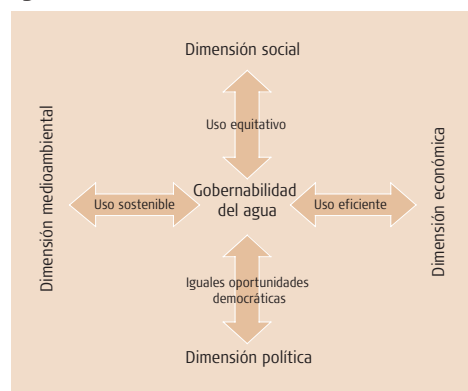 Dimensión social
Uso equitativo
Dimensión medioambiental
Uso sostenible
Gobernabilidad
del agua
Uso eficiente
Dimensión económica
Iguales oportunidades
democráticas
Dimensión política